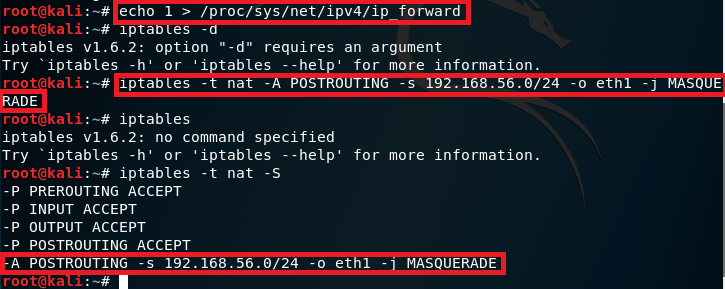 root@kali:~# echo 1 > /proc/sys/net/ipv4/ip_forward
root@kali:~# iptables -d
iptables v1.6.2: option "-d" requires an argument
Try `iptables -h' or 'iptables --help' for more information.
root@kali:~# iptables -t nat -A POSTROUTING -s 192.168.56.0/24 -o eth1 -j MASQUE
RADE
root@kali:~# iptables
iptables v1.6.2: no command specified
Try `iptables -h' or 'iptables --help' for more information.
root@kali:~# iptables -t nat -S
-P PREROUTING ACCEPT
-P INPUT ACCEPT
-P OUTPUT ACCEPT
-P POSTROUTING ACCEPT
-A POSTROUTING -s 192.168.56.0/24 -o eth1 -j MASQUERADE
root@kali:~#